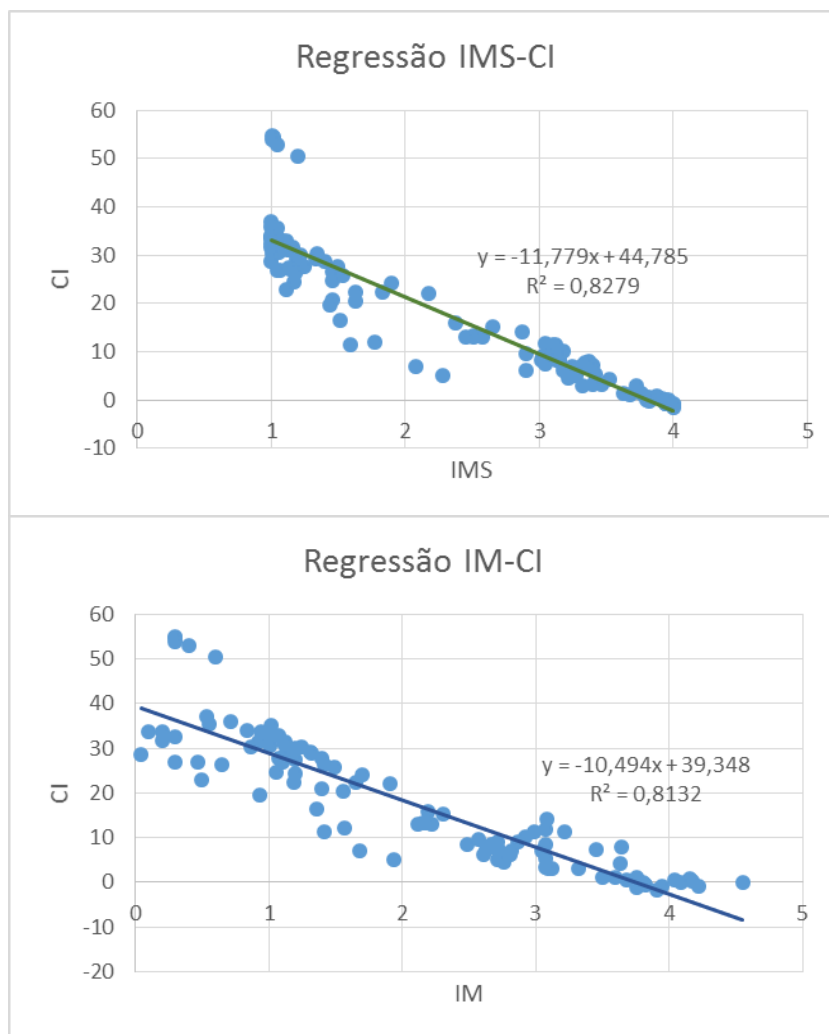 Regressão IMS-CI
60
50
40
30
20
10
0
-10
CI
y = -11,779x + 44,785
R² = 0,8279
0 1 2 3 4 5
IMS
Regressão IM-CI
60
50
40
30
20
10
0
-10
-20
CI
y = -10,494x + 39,348
R² = 0,8132
0 1 2 3 4 5
IM